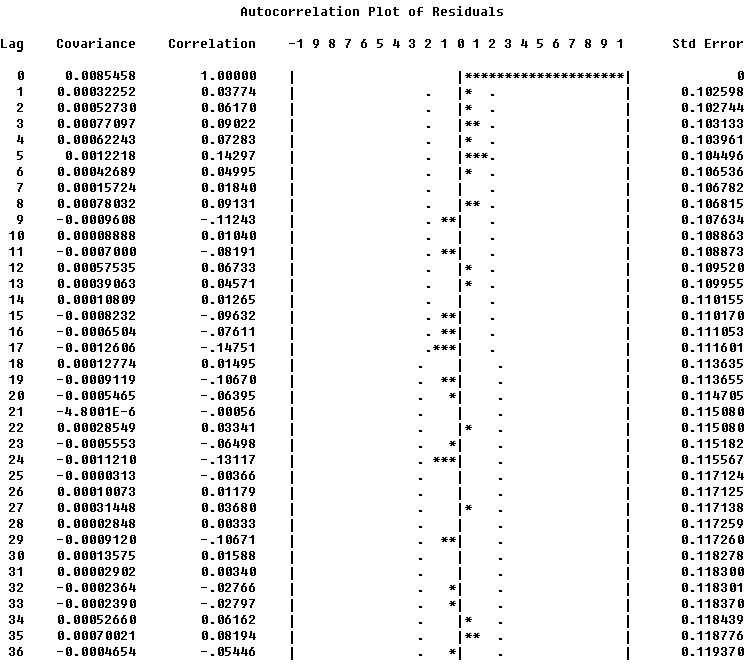 Autocorrelation Plot of Residuals
Lag Covariance Correlation -1 9 8 7 6 5 4 3 2 1 0 1 2 3 4 5 6 7 8 9 1 Std Error
0 0.0085458 1.00000 | |********************| 0
1 0.00032252 0.03774 | . |* . | 0.102598
2 0.00052730 0.06170 | . |* . | 0.102744
3 0.00077097 0.09022 | . |** . | 0.103133
4 0.00062243 0.07283 | . |* . | 0.103961
5 0.0012218 0.14297 | . |***. | 0.104496
6 0.00042689 0.04995 | . |* . | 0.106536
7 0.00015724 0.01840 | . | . | 0.106782
8 0.00078032 0.09131 | . |** . | 0.106815
9 -0.0009608 -.11243 | . **| . | 0.107634
10 0.00008888 0.01040 | . | . | 0.108863
11 -0.0007000 -.08191 | . **| . | 0.108873
12 0.00057535 0.06733 | . |* . | 0.109520
13 0.00039063 0.04571 | . |* . | 0.109955
14 0.00010809 0.01265 | . | . | 0.110155
15 -0.0008232 -.09632 | . **| . | 0.110170
16 -0.0006504 -.07611 | . **| . | 0.111053
17 -0.0012606 -.14751 | .***| . | 0.111601
18 0.00012774 0.01495 | . | . | 0.113635
19 -0.0009119 -.10670 | . **| . | 0.113655
20 -0.0005465 -.06395 | . *| . | 0.114705
21 -4.8001E-6 -.00056 | . | . | 0.115080
22 0.00028549 0.03341 | . |* . | 0.115080
23 -0.0005553 -.06498 | . *| . | 0.115182
24 -0.0011210 -.13117 | . ***| . | 0.115567
25 -0.0000313 -.00366 | . | . | 0.117124
26 0.00010073 0.01179 | . | . | 0.117125
27 0.00031448 0.03680 | . |* . | 0.117138
28 0.00002848 0.00333 | . | . | 0.117259
29 -0.0009120 -.10671 | . **| . | 0.117260
30 0.00013575 0.01588 | . | . | 0.118278
31 0.00002902 0.00340 | . | . | 0.118300
32 -0.0002364 -.02766 | . *| . | 0.118301
33 -0.0002390 -.02797 | . *| . | 0.118370
34 0.00052660 0.06162 | . |* . | 0.118439
35 0.00070021 0.08194 | . |** . | 0.118776
36 -0.0004654 -.05446 | . *| . | 0.119370